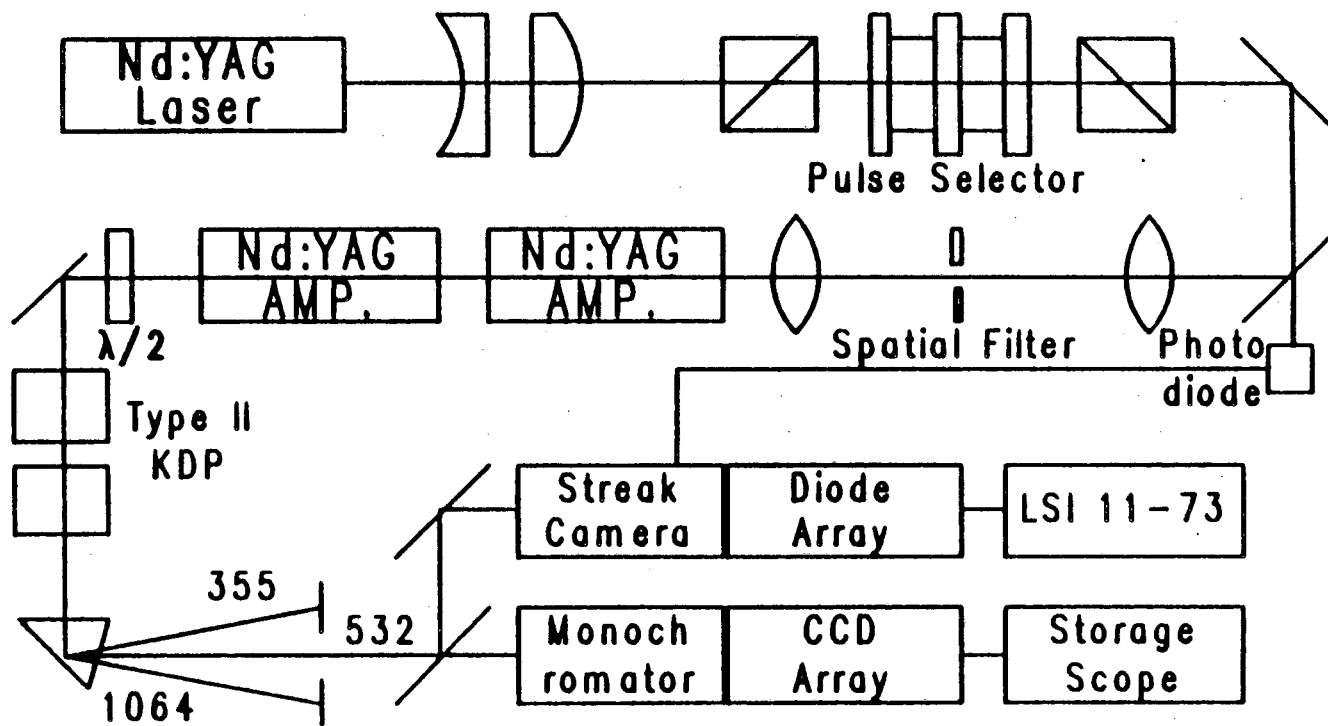 Nd:YAG
Laser
Pulse Selector
Nd:YAG
AMP.
Nd:YAG
AMP.
λ/2
Spatial Filter
Photo
diode
Type II
KDP
Streak
Camera
Diode
Array
LSI 11-73
355
532
1064
Monoch
romator
CCD
Array
Storage
Scope